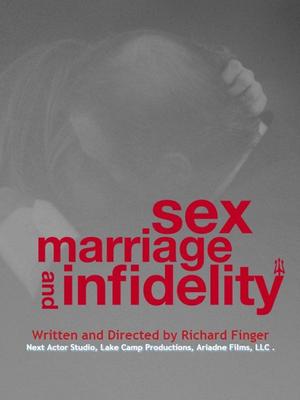 sex
marriage
and infidelity
Written and Directed by Richard Finger
Next Actor Studio, Lake Camp Productions, Ariadne Films, LLC .